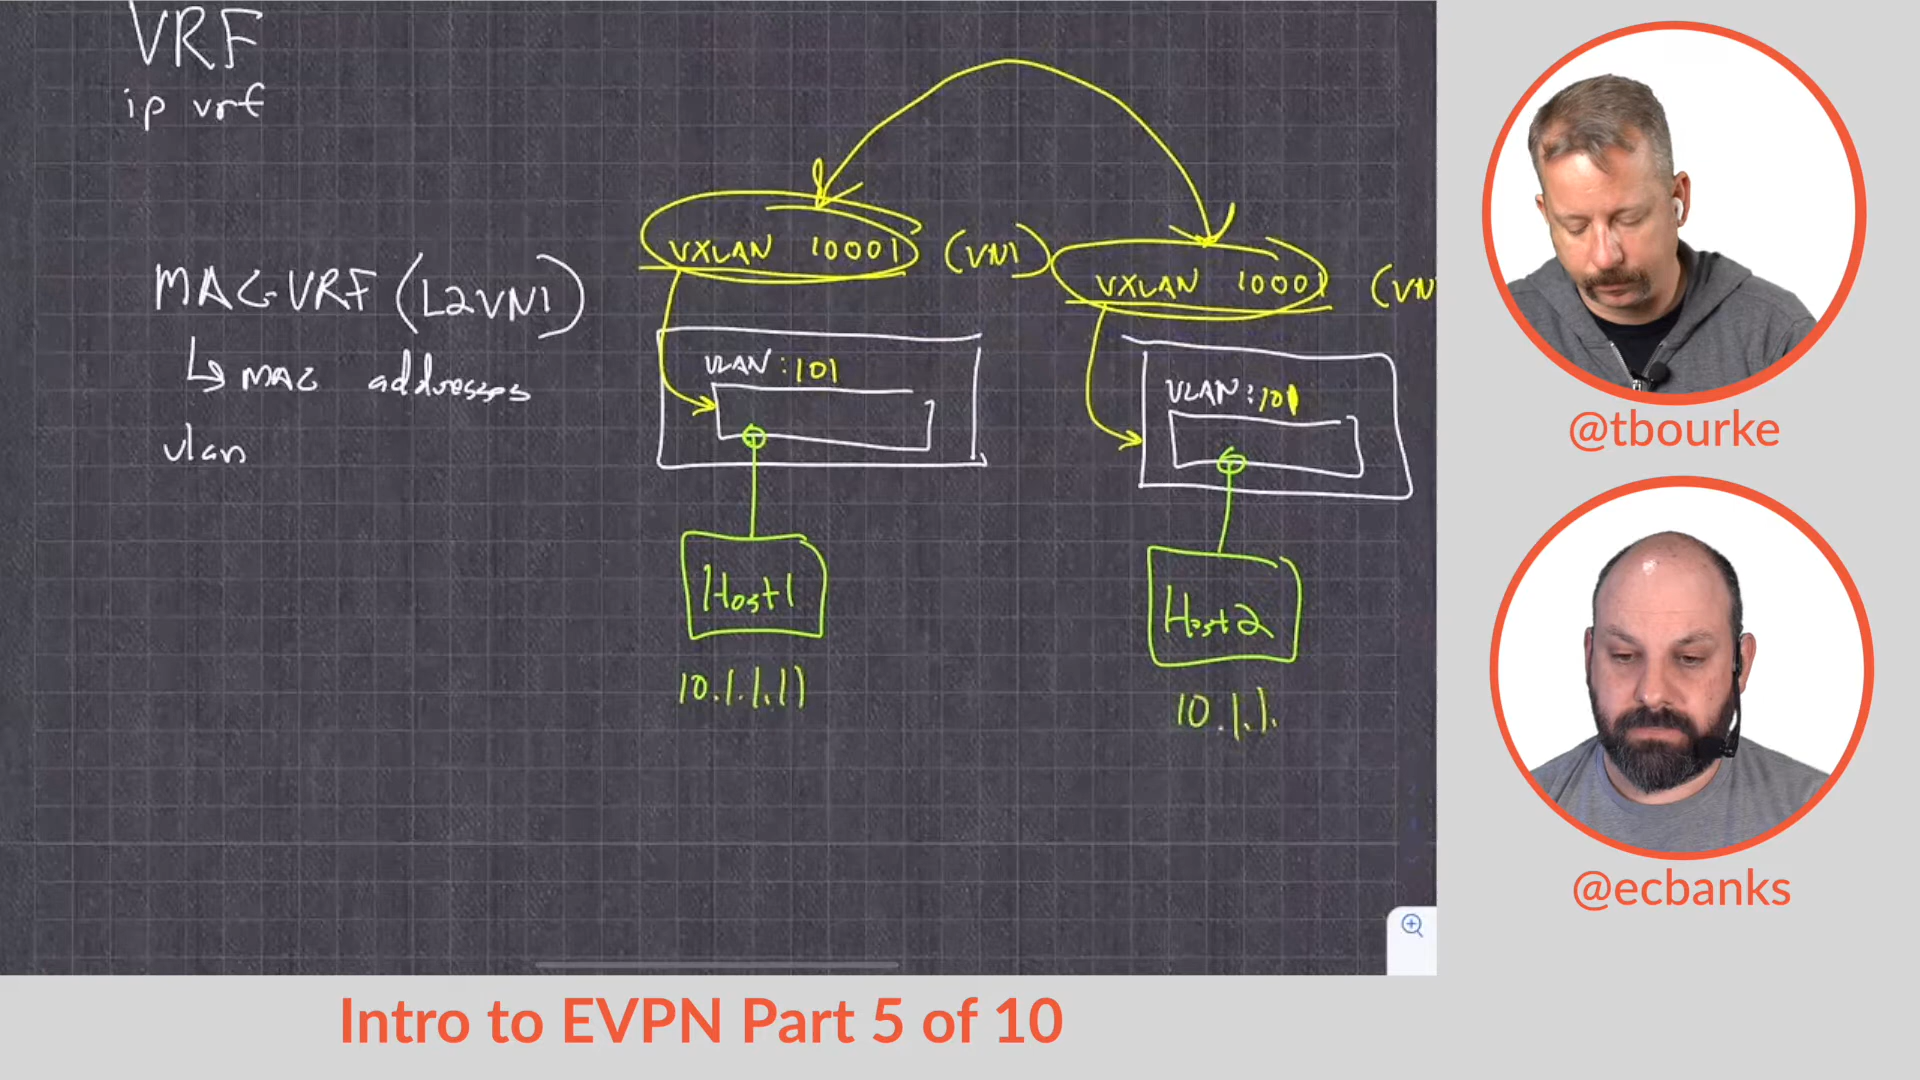 VRF
ip vrf
MAC-VRF (L2VNI)
↳ MAC addresses
vlan
VXLAN 10001 (VNI)
VXLAN 10001 (VN
VLAN:101
VLAN:101
Host1
10.1.1.11
Host2
10.1.1.
@tbourke
@ecbanks
Intro to EVPN Part 5 of 10